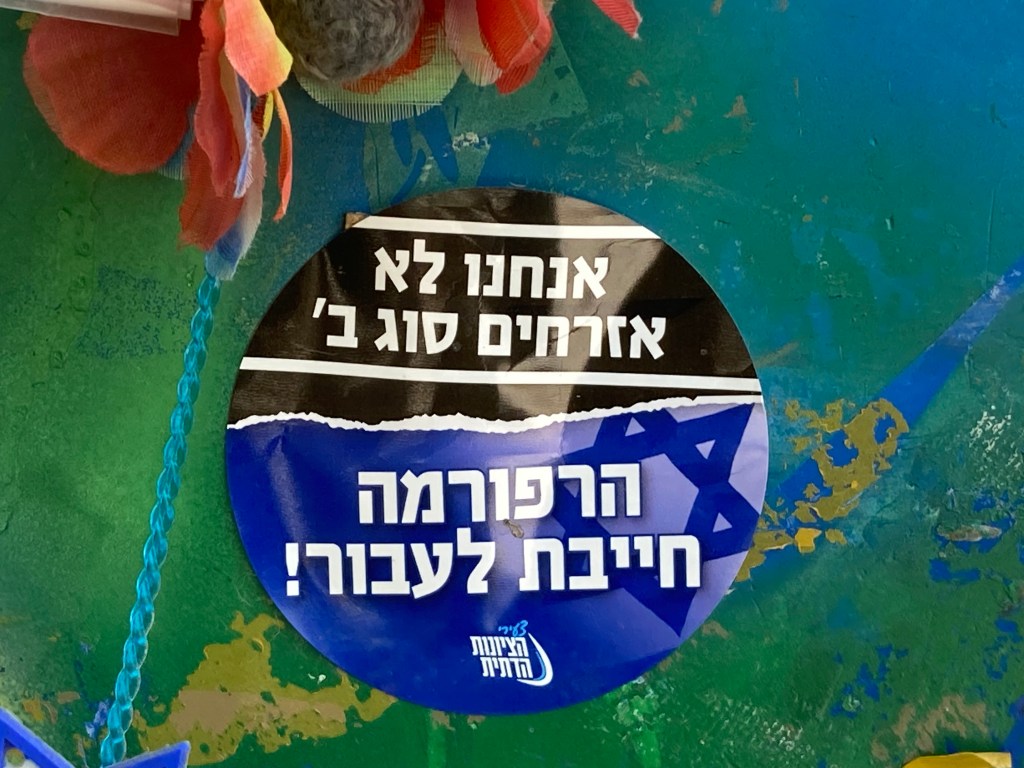 אנחנו לא
אזרחים סוג ב'
הרפורמה
חייבת לעבור!
צעירי
הציונות
הדתית